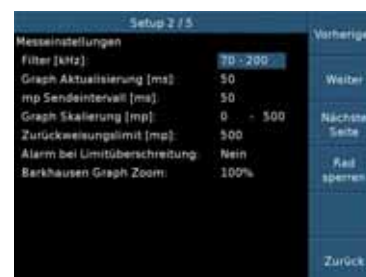 Setup 2 / 5
Messeinstellungen
Filter [kHz]: 70 - 200
Graph Aktualisierung [ms]: 50
mp Sendeintervall [ms]: 50
Graph Skalierung [mp]: 0 - 500
Zurückweisungslimit [mp]: 500
Alarm bei Limitüberschreitung: Nein
Barkhausen Graph Zoom: 100%
Vorherige
Weiter
Nächste
Seite
Rad
sperren
Zurück